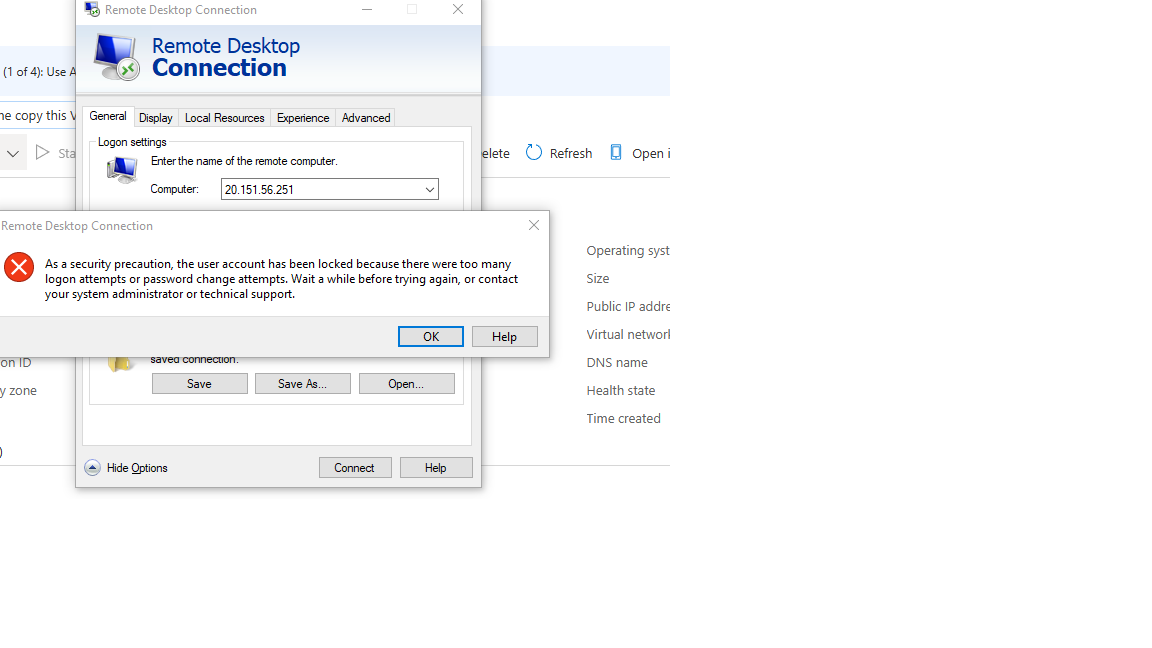 Remote Desktop Connection
Remote Desktop
Connection
(1 of 4): Use A
ne copy this V
General Display Local Resources Experience Advanced
Logon settings
Enter the name of the remote computer.
Computer: 20.151.56.251
Sta
elete Refresh Open i
Remote Desktop Connection
As a security precaution, the user account has been locked because there were too many
logon attempts or password change attempts. Wait a while before trying again, or contact
your system administrator or technical support.
OK Help
saved connection.
Save Save As... Open...
Hide Options
Connect Help
on ID
y zone
)
Operating syst
Size
Public IP addre
Virtual network
DNS name
Health state
Time created